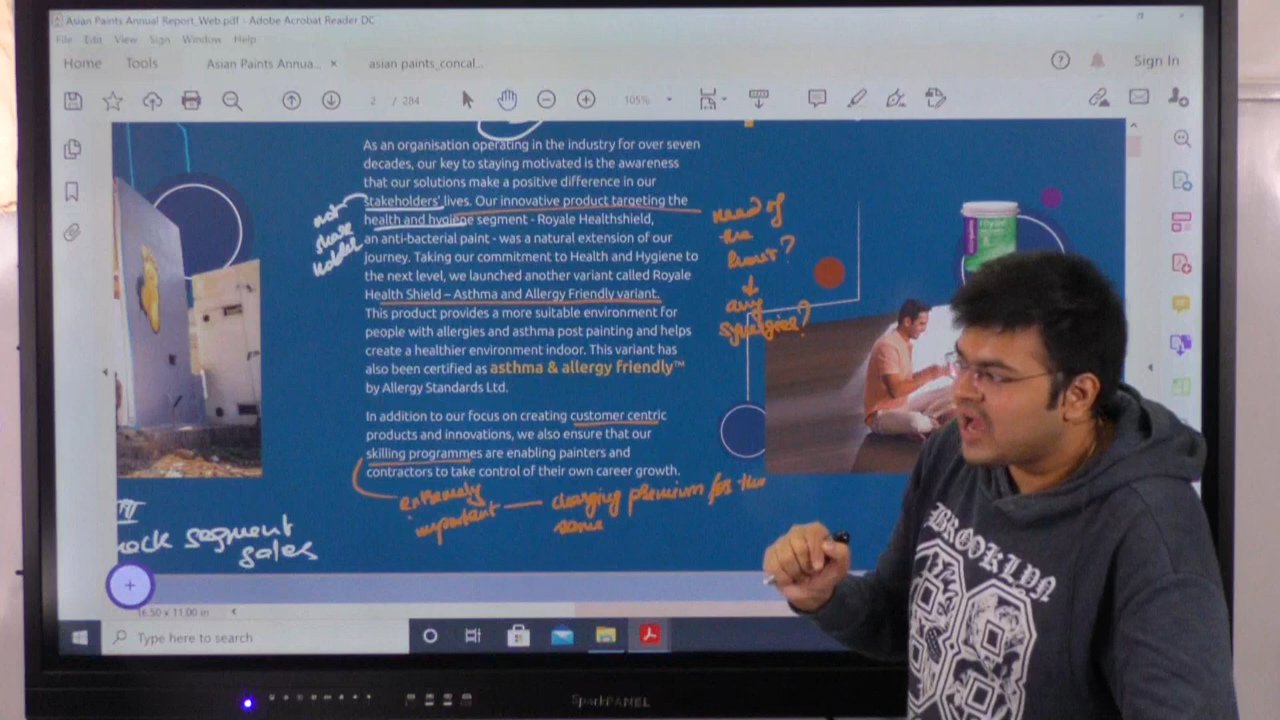 Asian Paints Annual Report_Web.pdf - Adobe Acrobat Reader DC
File Edit View Sign Window Help
Home Tools Asian Paints Annua... × asian paints_concal...
Sign In
2 / 284
105%
As an organisation operating in the industry for over seven
decades, our key to staying motivated is the awareness
that our solutions make a positive difference in our
stakeholders' lives. Our innovative product targeting the
health and hygiene segment - Royale Healthshield,
an anti-bacterial paint - was a natural extension of our
journey. Taking our commitment to Health and Hygiene to
the next level, we launched another variant called Royale
Health Shield – Asthma and Allergy Friendly variant.
This product provides a more suitable environment for
people with allergies and asthma post painting and helps
create a healthier environment indoor. This variant has
also been certified as asthma & allergy friendly™
by Allergy Standards Ltd.
In addition to our focus on creating customer centric
products and innovations, we also ensure that our
skilling programmes are enabling painters and
contractors to take control of their own career growth.
not
share
holder
need of
the
?
any
synergies?
extremely
important
charging premium for the
same
III
segment
sales
16.50 x 11.00 in
Type here to search
SparkPANEL
BROOKLYN
98